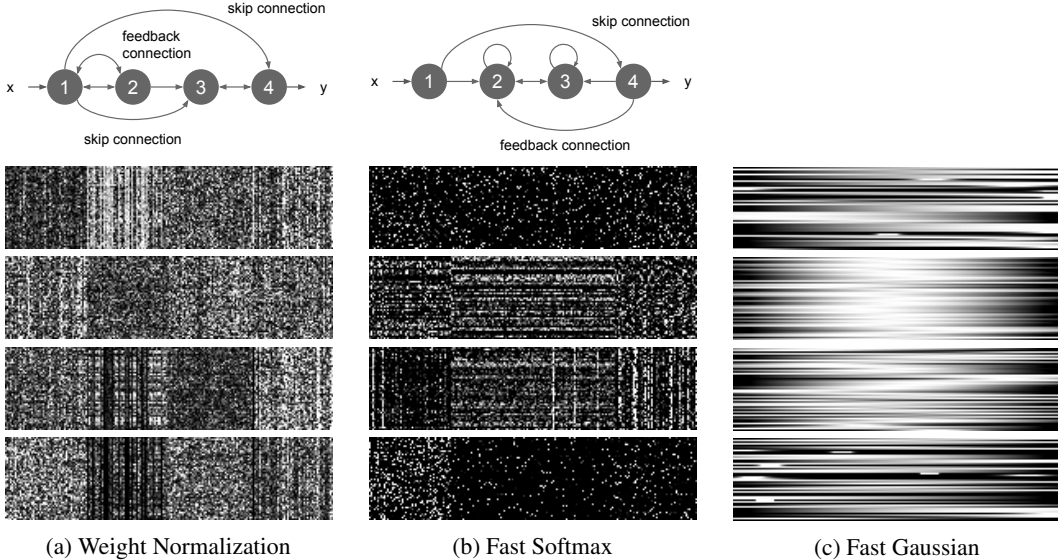 skip connection
feedback
connection
x 1 2 3 4 y
skip connection
skip connection
x 1 2 3 4 y
feedback connection
(a) Weight Normalization
(b) Fast Softmax
(c) Fast Gaussian